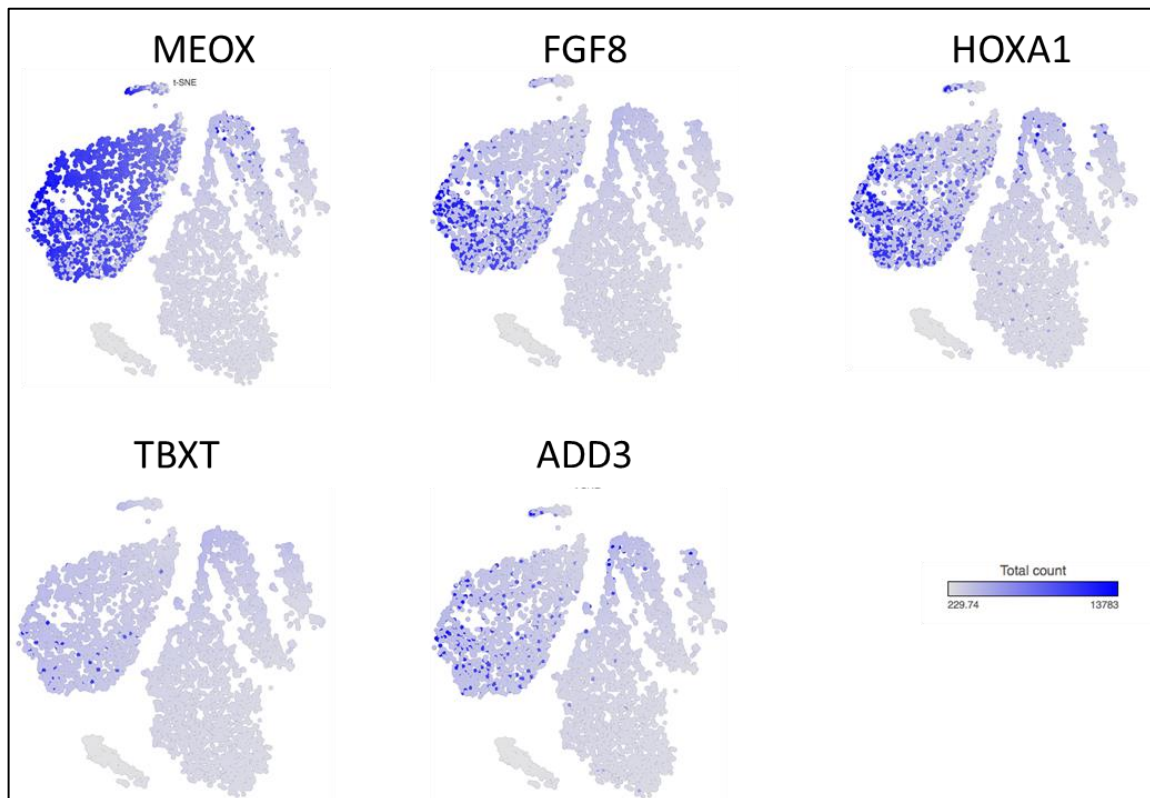 MEOX
FGF8
HOXA1
t-SNE
TBXT
ADD3
Total count
229.74
13783